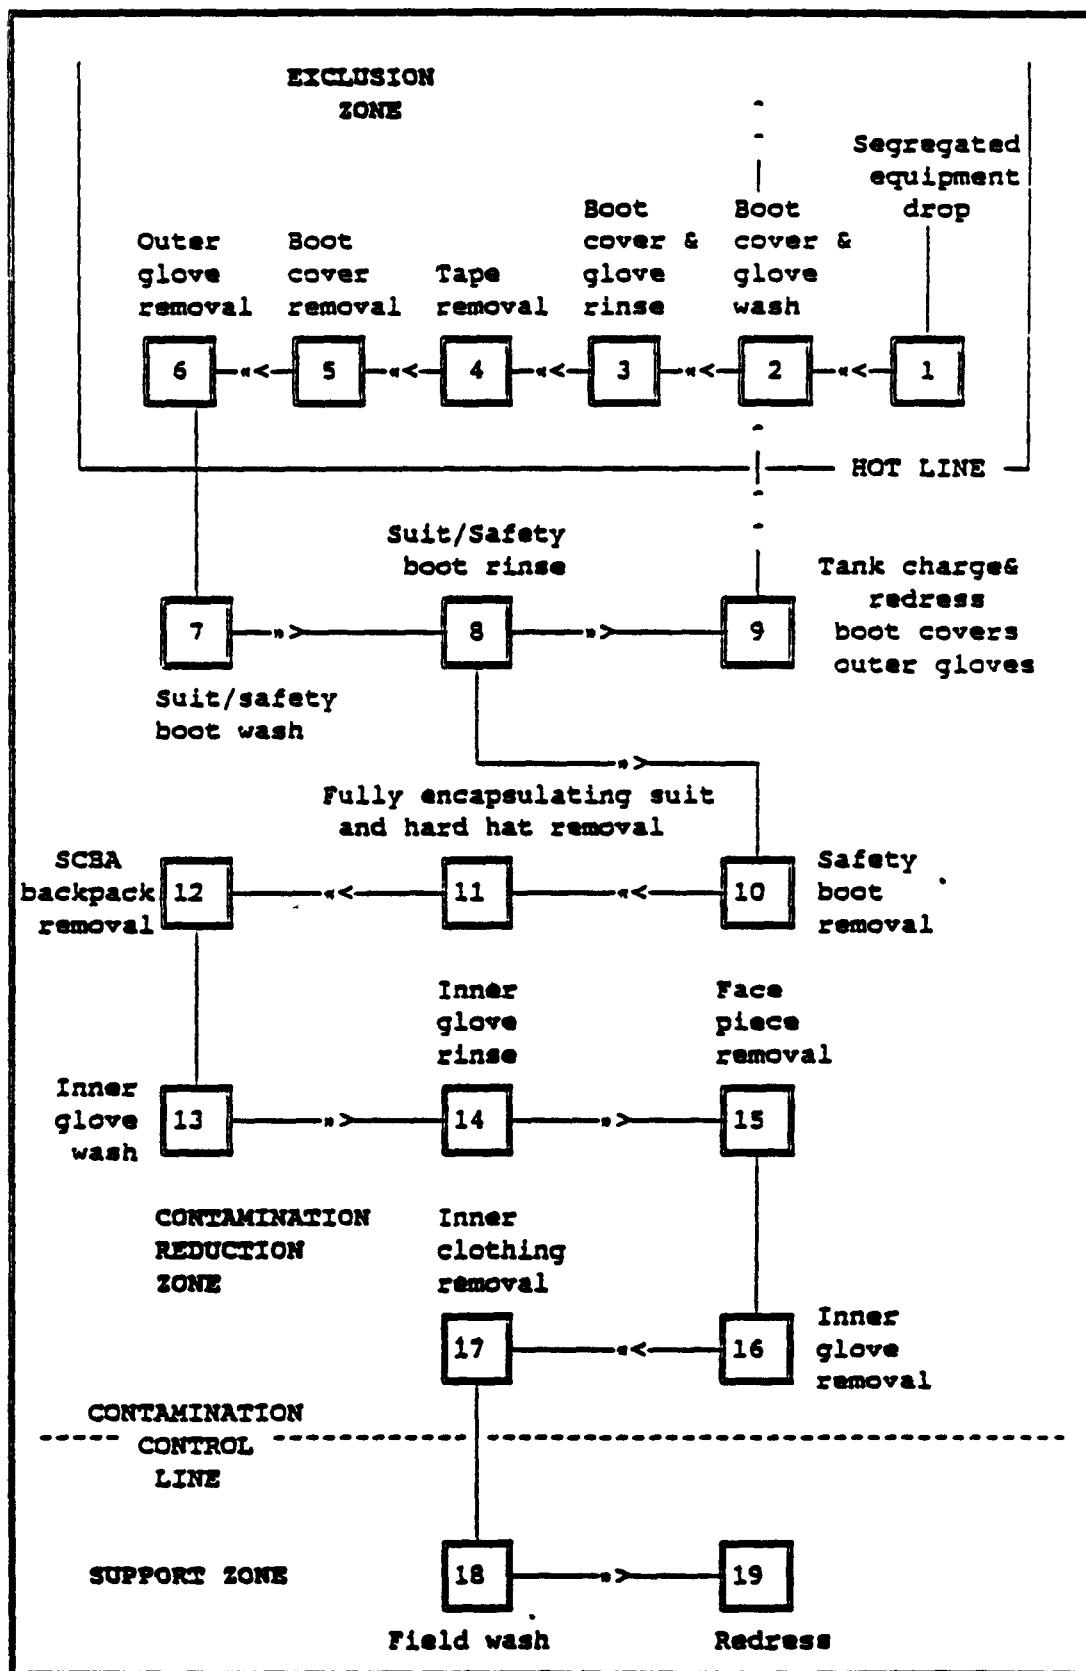 EXCLUSION
ZONE
Segregated
equipment
drop
Boot
cover &
glove
wash
Boot
cover &
glove
rinse
Tape
removal
Boot
cover
removal
Outer
glove
removal
6 5 4 3 2 1
HOT LINE
Suit/Safety
boot rinse
Tank charge&
redress
boot covers
outer gloves
7 8 9
Suit/safety
boot wash
Fully encapsulating suit
and hard hat removal
SCBA
backpack
removal
12 11 10
Safety
boot
removal
Inner
glove
rinse
Face
piece
removal
Inner
glove
wash
13 14 15
CONTAMINATION
REDUCTION
ZONE
Inner
clothing
removal
17 16
Inner
glove
removal
CONTAMINATION
CONTROL
LINE
SUPPORT ZONE
18 19
Field wash
Redress